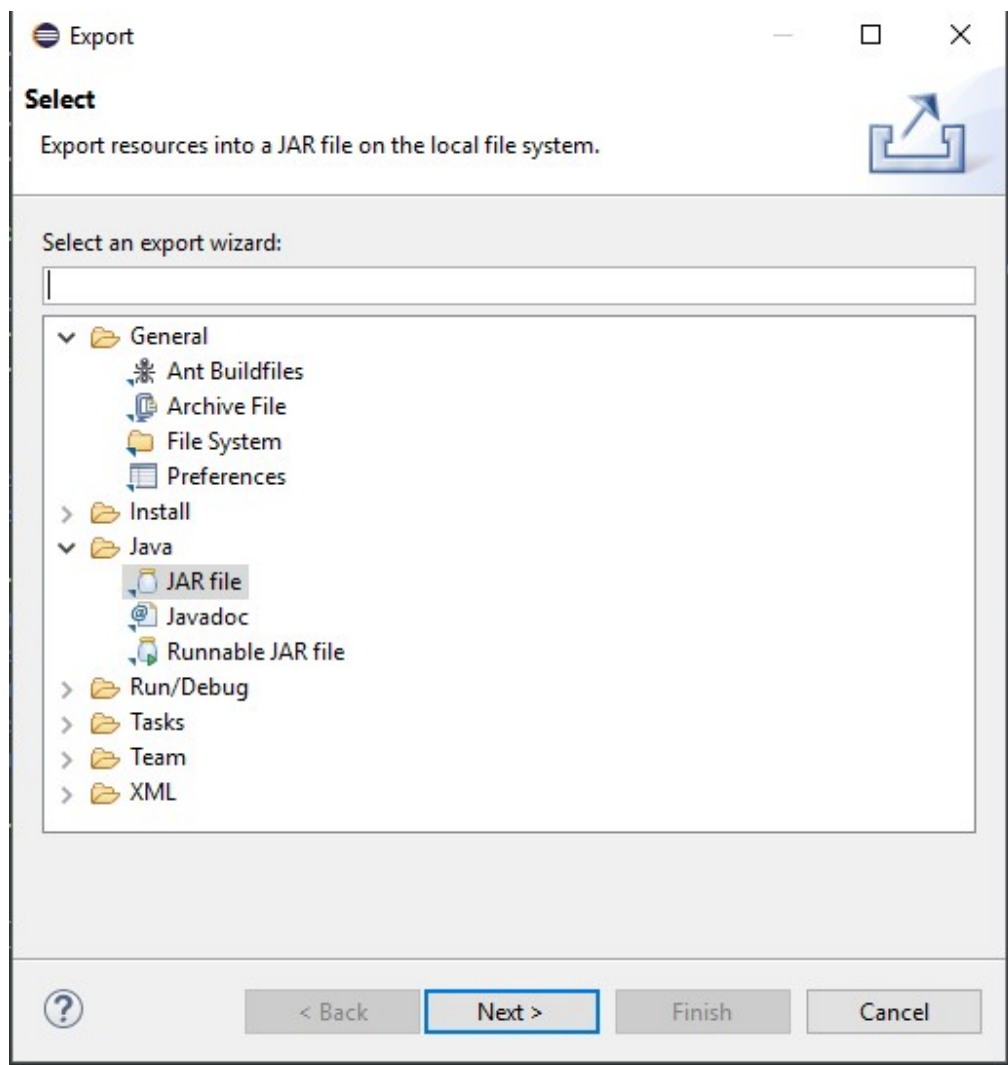 Export
Select
Export resources into a JAR file on the local file system.
Select an export wizard:
General
Ant Buildfiles
Archive File
File System
Preferences
Install
Java
JAR file
Javadoc
Runnable JAR file
Run/Debug
Tasks
Team
XML
< Back Next > Finish Cancel